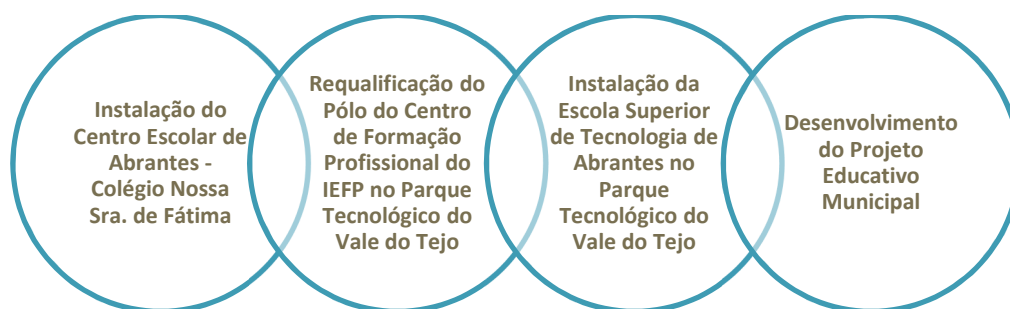 Instalação do
Centro Escolar de
Abrantes -
Colégio Nossa
Sra. de Fátima
Requalificação do
Pólo do Centro
de Formação
Profissional do
IEFP no Parque
Tecnológico do
Vale do Tejo
Instalação da
Escola Superior
de Tecnologia de
Abrantes no
Parque
Tecnológico do
Vale do Tejo
Desenvolvimento
do Projeto
Educativo
Municipal